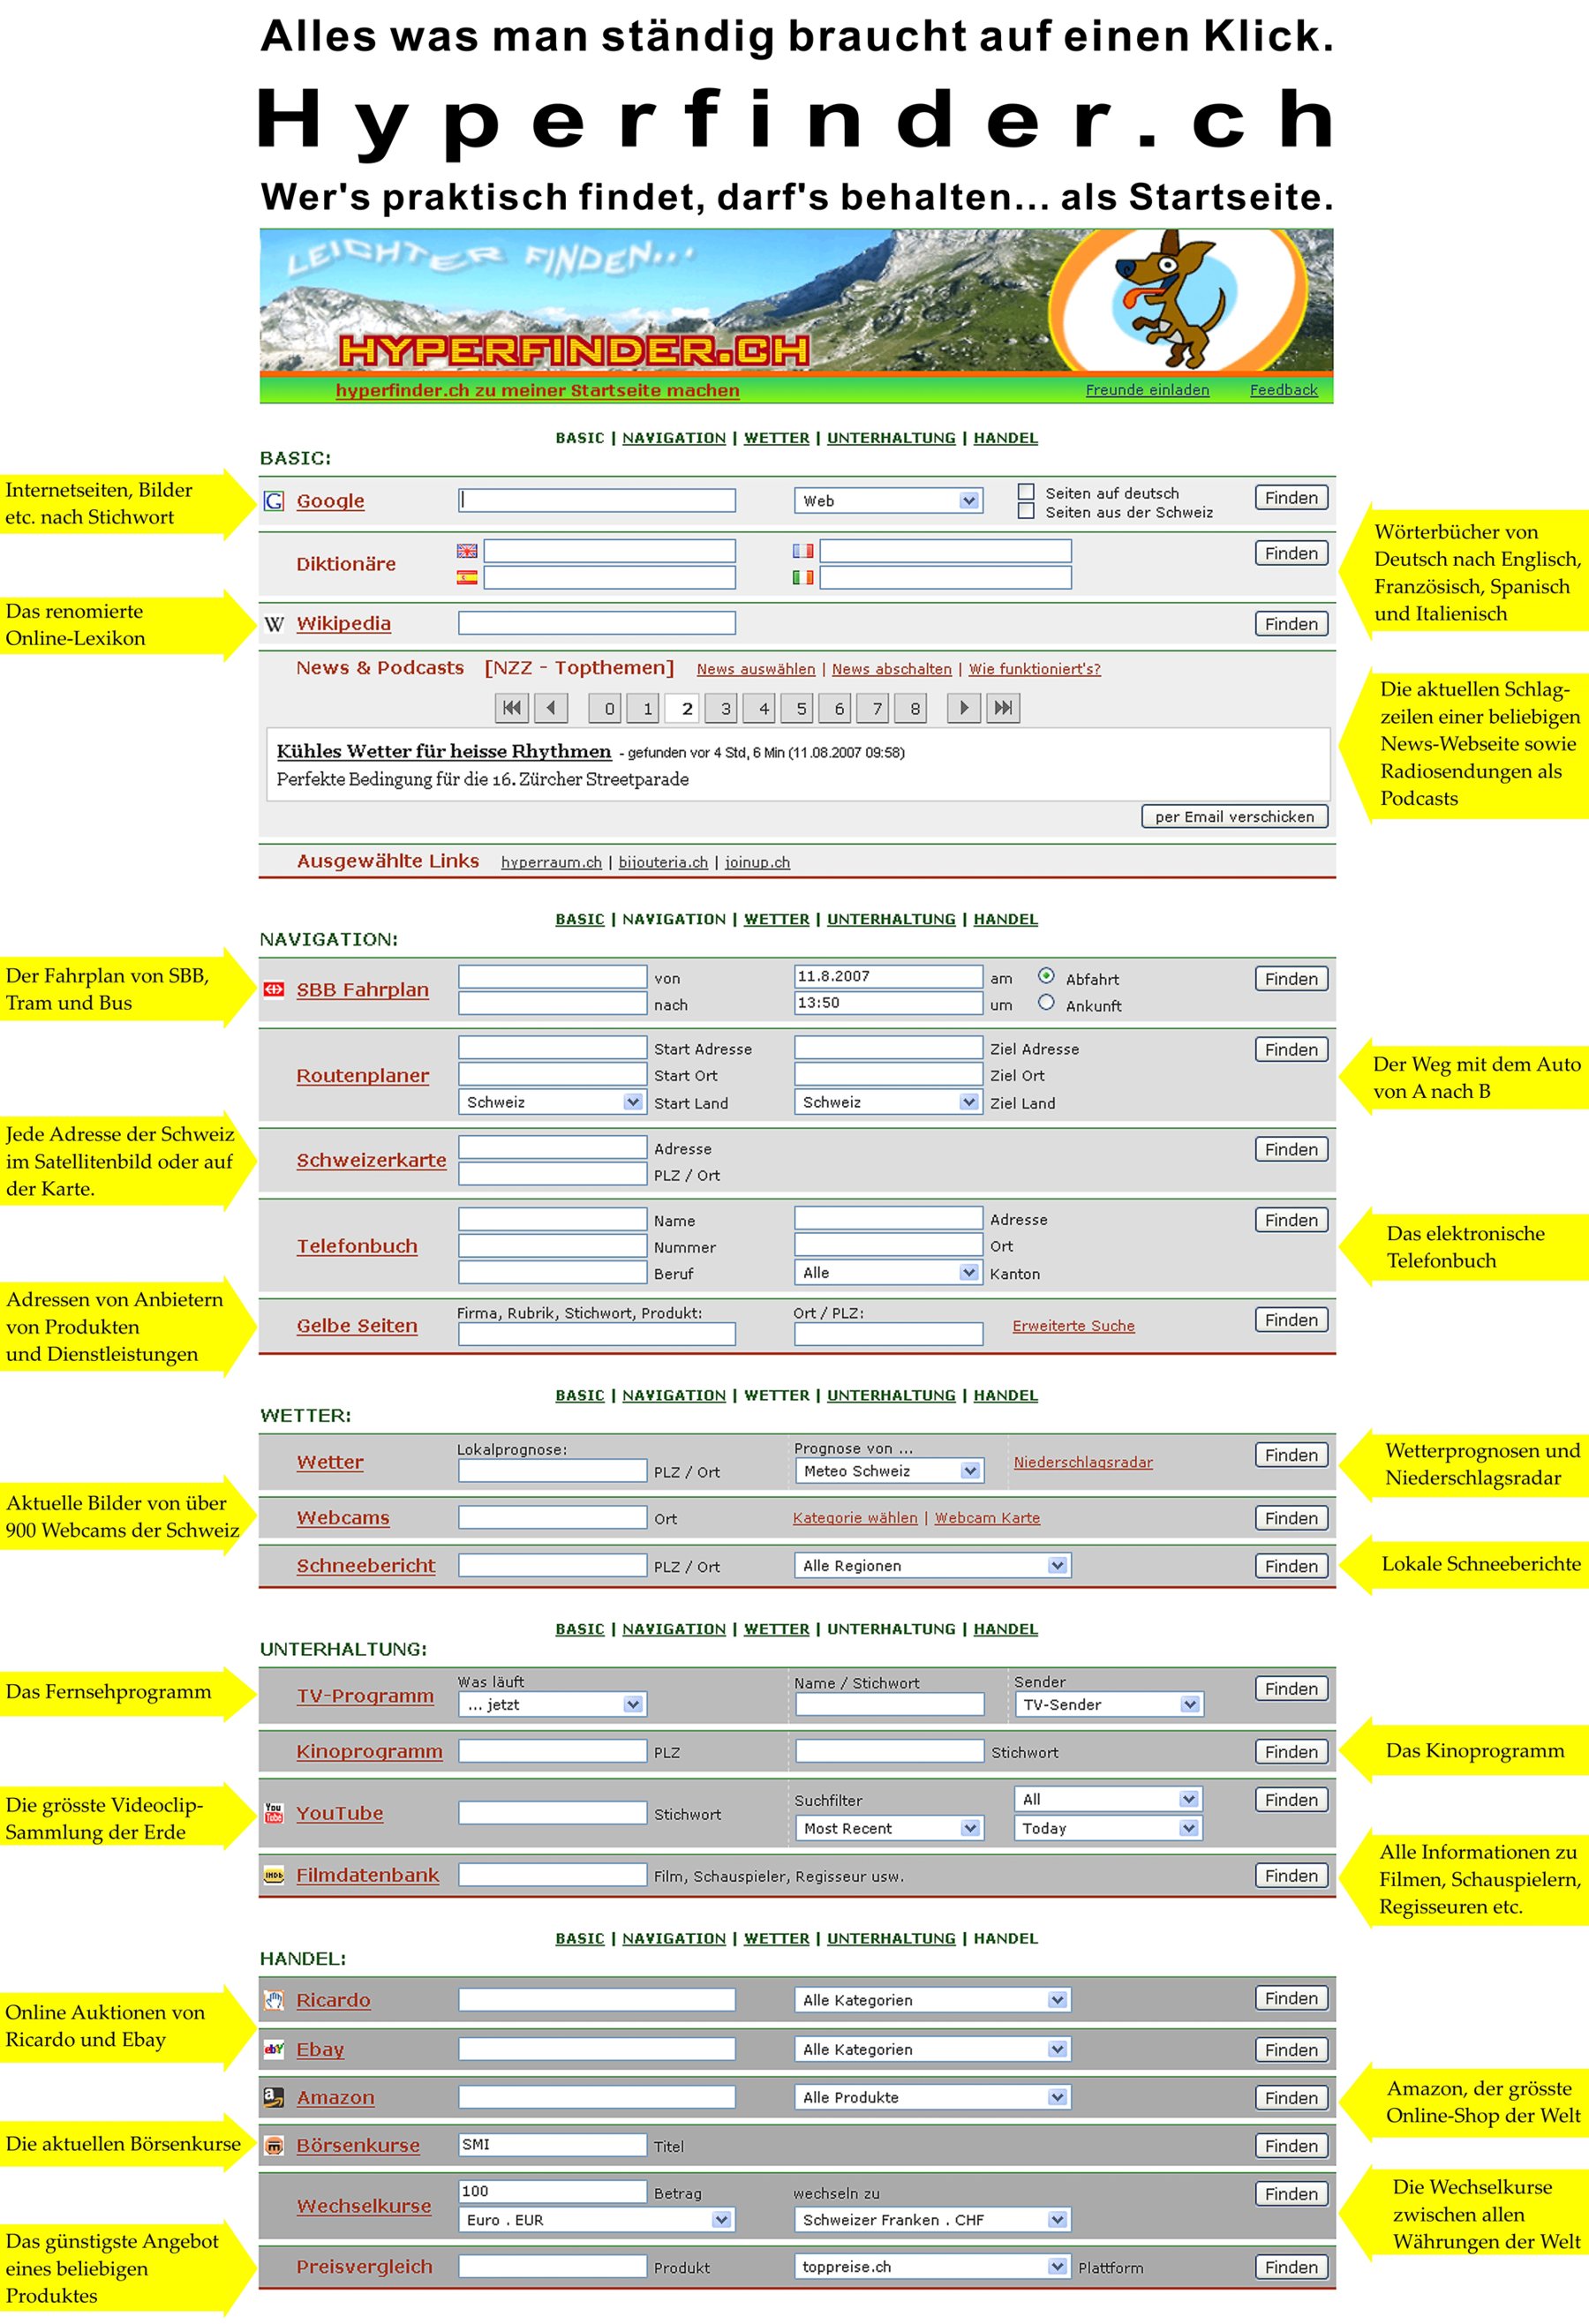 Alles was man ständig braucht auf einen Klick.
Hyperfinder.ch
Wer's praktisch findet, darf's behalten... als Startseite.
LEICHTER FINDEN...
HYPERFINDER.CH
hyperfinder.ch zu meiner Startseite machen Freunde einladen Feedback
BASIC | NAVIGATION | WETTER | UNTERHALTUNG | HANDEL
BASIC:
Internetseiten, Bilder
etc. nach Stichwort
G Google Web Seiten auf deutsch Finden
Seiten aus der Schweiz
Diktionäre Finden
Wörterbücher von
Deutsch nach Englisch,
Französisch, Spanisch
und Italienisch
Das renomierte
Online-Lexikon
W Wikipedia Finden
News & Podcasts [NZZ - Topthemen] News auswählen | News abschalten | Wie funktioniert's?
0 1 2 3 4 5 6 7 8
Kühles Wetter für heisse Rhythmen - gefunden vor 4 Std, 6 Min (11.08.2007 09:58)
Perfekte Bedingung für die 16. Zürcher Streetparade
per Email verschicken
Die aktuellen Schlag-
zeilen einer beliebigen
News-Webseite sowie
Radiosendungen als
Podcasts
Ausgewählte Links hyperraum.ch | bijouteria.ch | joinup.ch
BASIC | NAVIGATION | WETTER | UNTERHALTUNG | HANDEL
NAVIGATION:
Der Fahrplan von SBB,
Tram und Bus
SBB Fahrplan von 11.8.2007 am Abfahrt Finden
nach 13:50 um Ankunft
Start Adresse Ziel Adresse Finden
Routenplaner Start Ort Ziel Ort
Schweiz Start Land Schweiz Ziel Land
Der Weg mit dem Auto
von A nach B
Jede Adresse der Schweiz
im Satellitenbild oder auf
der Karte.
Schweizerkarte Adresse Finden
PLZ / Ort
Name Adresse Finden
Telefonbuch Nummer Ort
Beruf Alle Kanton
Das elektronische
Telefonbuch
Adressen von Anbietern
von Produkten
und Dienstleistungen
Firma, Rubrik, Stichwort, Produkt: Ort / PLZ:
Gelbe Seiten Erweiterte Suche Finden
BASIC | NAVIGATION | WETTER | UNTERHALTUNG | HANDEL
WETTER:
Lokalprognose: Prognose von ...
Wetter PLZ / Ort Meteo Schweiz Niederschlagsradar Finden
Wetterprognosen und
Niederschlagsradar
Aktuelle Bilder von über
900 Webcams der Schweiz
Webcams Ort Kategorie wählen | Webcam Karte Finden
Schneebericht PLZ / Ort Alle Regionen Finden
Lokale Schneeberichte
BASIC | NAVIGATION | WETTER | UNTERHALTUNG | HANDEL
UNTERHALTUNG:
Das Fernsehprogramm
Was läuft Name / Stichwort Sender
TV-Programm ... jetzt TV-Sender Finden
Kinoprogramm PLZ Stichwort Finden
Das Kinoprogramm
Die grösste Videoclip-
Sammlung der Erde
Suchfilter All Finden
You Tube YouTube Stichwort
Most Recent Today
IMDb Filmdatenbank Film, Schauspieler, Regisseur usw. Finden
Alle Informationen zu
Filmen, Schauspielern,
Regisseuren etc.
BASIC | NAVIGATION | WETTER | UNTERHALTUNG | HANDEL
HANDEL:
Online Auktionen von
Ricardo und Ebay
Ricardo Alle Kategorien Finden
ebY Ebay Alle Kategorien Finden
a Amazon Alle Produkte Finden
Amazon, der grösste
Online-Shop der Welt
Die aktuellen Börsenkurse
m Börsenkurse SMI Titel Finden
100 Betrag wechseln zu Finden
Wechselkurse
Euro . EUR Schweizer Franken . CHF
Die Wechselkurse
zwischen allen
Währungen der Welt
Das günstigste Angebot
eines beliebigen
Produktes
Preisvergleich Produkt toppreise.ch Plattform Finden